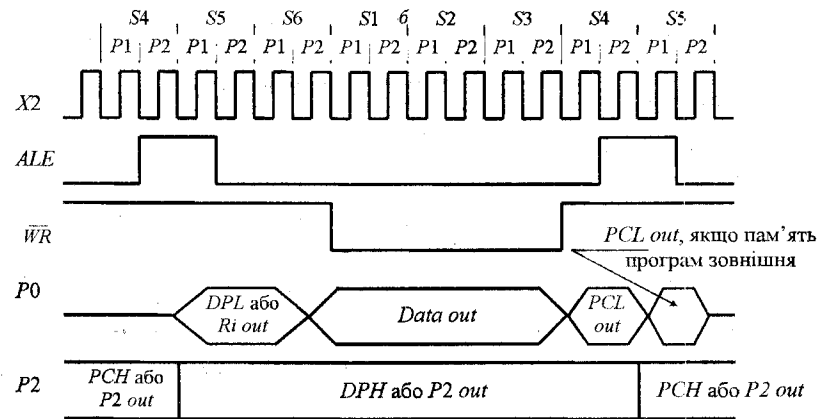 S4 S5 S6 S1 б S2 S3 S4 S5
P1 P2 P1 P2 P1 P2 P1 P2 P1 P2 P1 P2 P1 P2 P1 P2
X2
ALE
WR
PCL out, якщо пам’ять
програм зовнішня
P0
DPL або
Ri out
Data out
PCL
out
P2
PCH або
P2 out
DPH або P2 out
PCH або P2 out